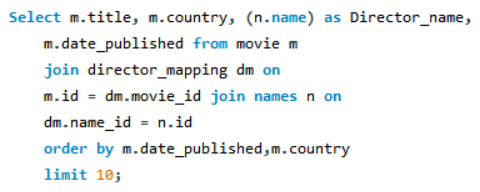 Select m.title, m.country, (n.name) as Director_name,
m.date_published from movie m
join director_mapping dm on
m.id = dm.movie_id join names n on
dm.name_id = n.id
order by m.date_published,m.country
limit 10;